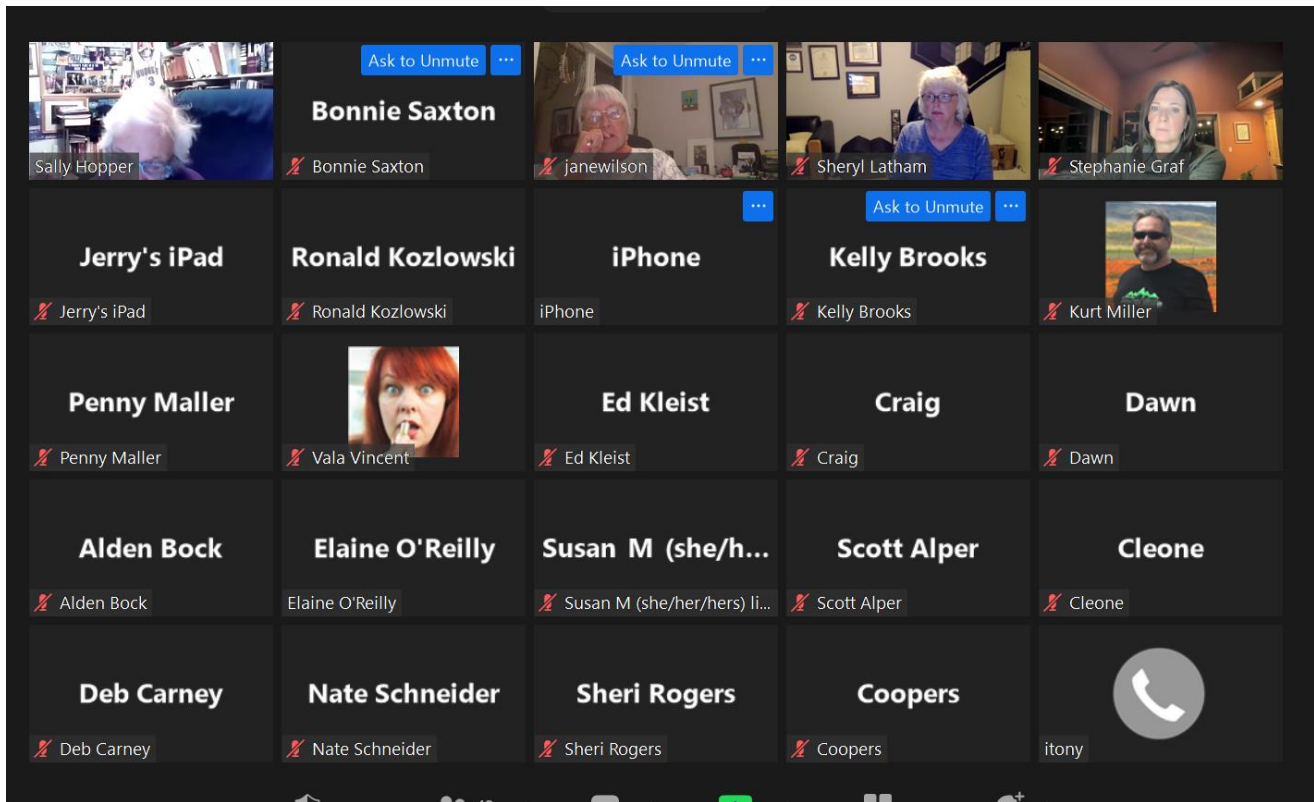 Ask to Unmute ...
Bonnie Saxton
Ask to Unmute ...
Sally Hopper
Bonnie Saxton
janewilson
Sheryl Latham
Stephanie Graf
Jerry's iPad
Ronald Kozlowski
...
iPhone
Ask to Unmute ...
Kelly Brooks
Jerry's iPad
Ronald Kozlowski
iPhone
Kelly Brooks
Kurt Miller
Penny Maller
Ed Kleist
Craig
Dawn
Penny Maller
Vala Vincent
Ed Kleist
Craig
Dawn
Alden Bock
Elaine O'Reilly
Susan M (she/h...
Scott Alper
Cleone
Alden Bock
Elaine O'Reilly
Susan M (she/her/hers) li...
Scott Alper
Cleone
Deb Carney
Nate Schneider
Sheri Rogers
Coopers
Deb Carney
Nate Schneider
Sheri Rogers
Coopers
itony